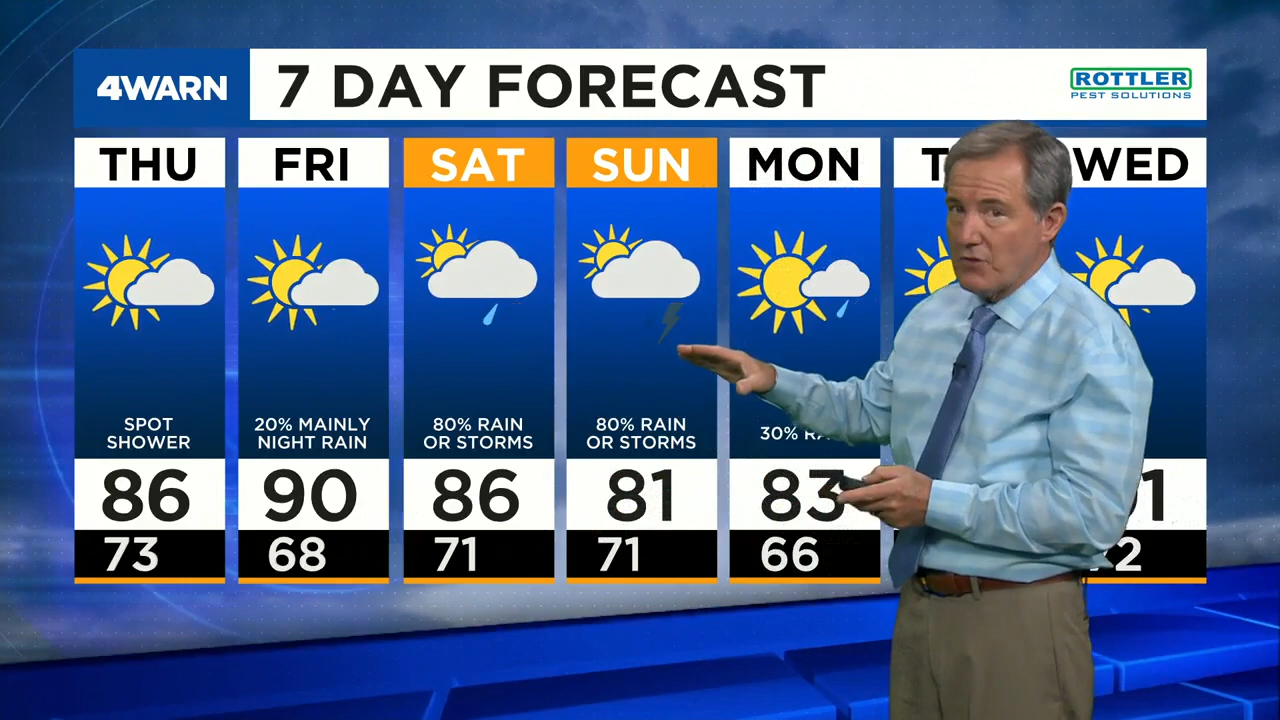 4WARN
7 DAY FORECAST
ROTTLER
PEST SOLUTIONS
THU
FRI
SAT
SUN
MON
WED
SPOT
SHOWER
20% MAINLY
NIGHT RAIN
80% RAIN
OR STORMS
80% RAIN
OR STORMS
30%
86
90
86
81
83
73
68
71
71
66